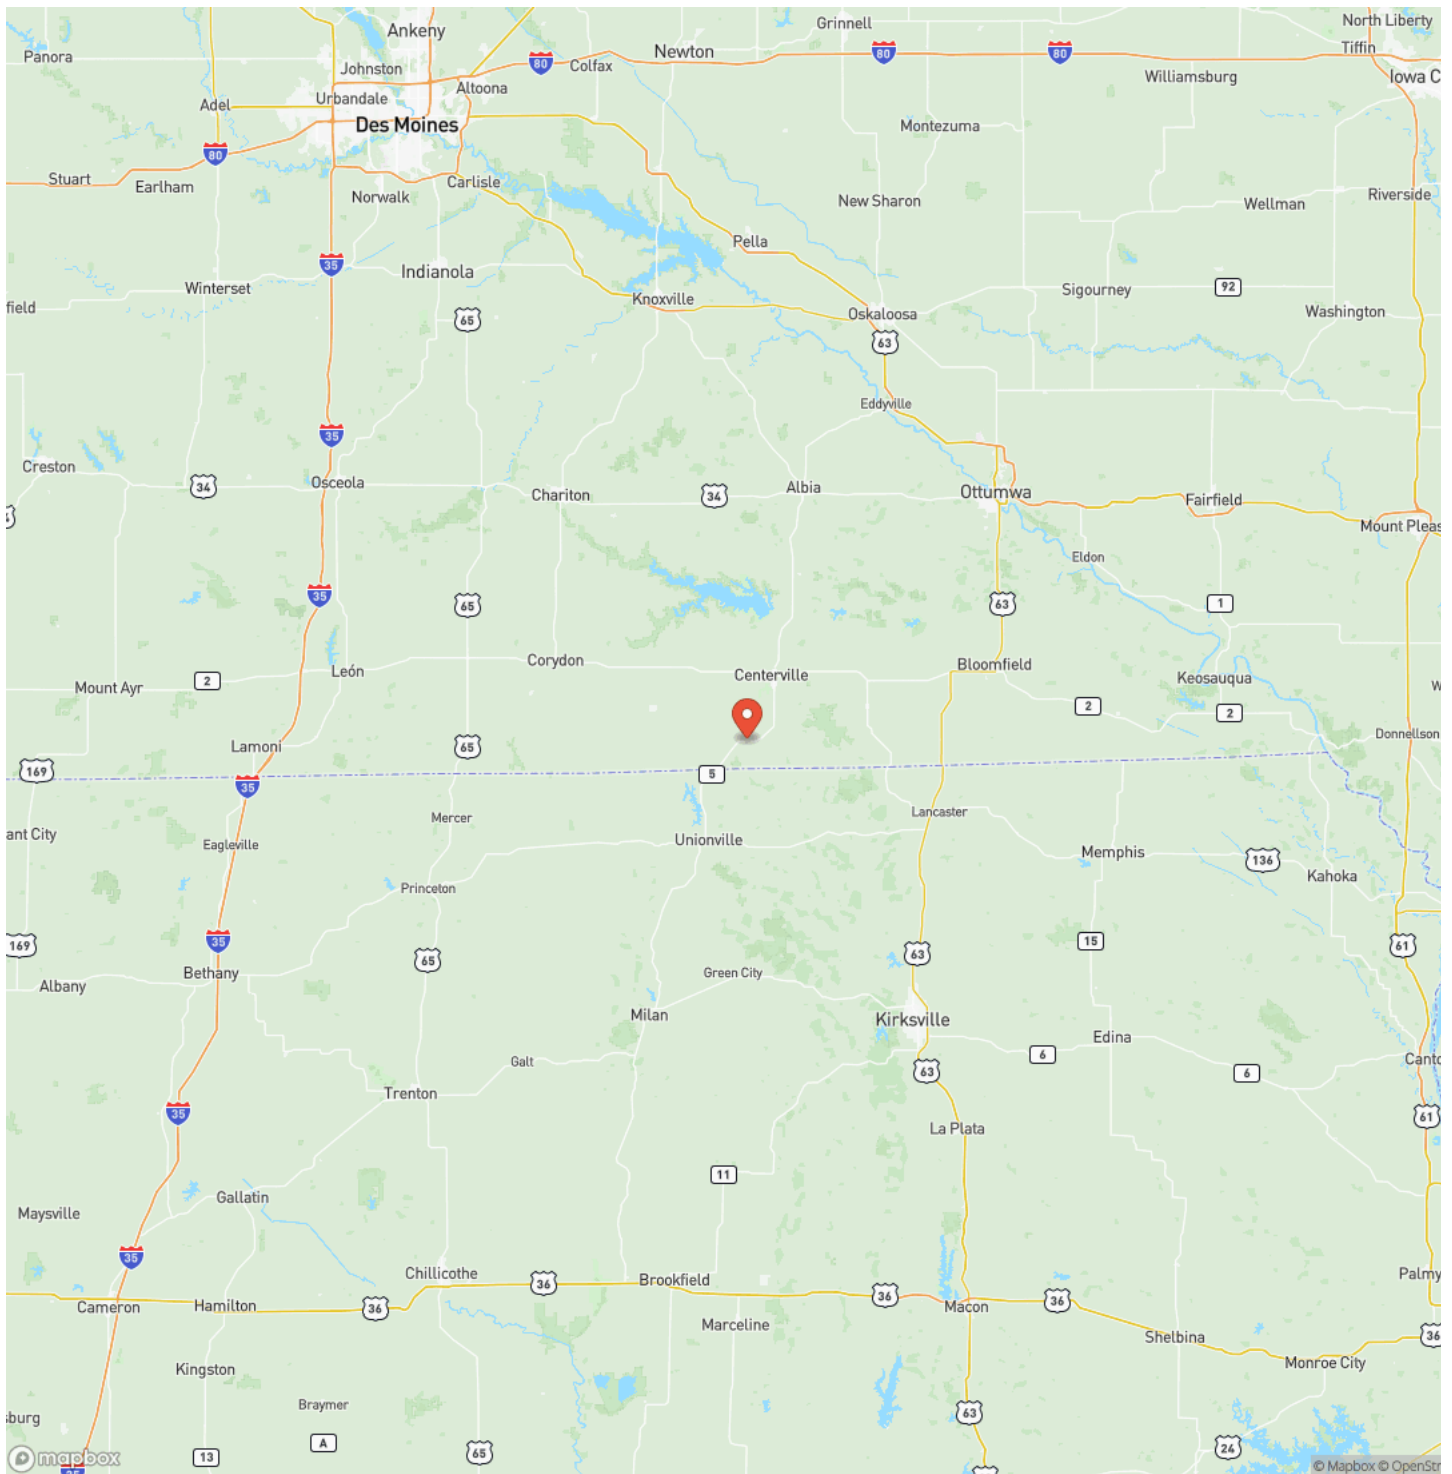 Grinnell
North Liberty
Ankeny
Panora
Newton
Tiffin
80
80
80
Johnston
Colfax
Williamsburg
Iowa C
Adel
Urbandale
Altoona
Des Moines
Montezuma
80
Stuart
Earlham
Norwalk
Carlisle
New Sharon
Wellman
Riverside
Pella
35
Indianola
Winterset
Knoxville
Sigourney
92
field
65
Oskaloosa
Washington
63
Eddyville
35
Creston
34
Osceola
Chariton
34
Albia
Ottumwa
Fairfield
Mount Pleas
Eldon
35
65
63
1
Corydon
León
Centerville
Bloomfield
Keosauqua
Mount Ayr
2
W
2
2
Lamoni
65
Donnellson
169
5
35
Mercer
Lancaster
ant City
Eagleville
Unionville
Memphis
136
Princeton
Kahoka
169
35
65
63
15
61
Bethany
Green City
Albany
Milan
Kirksville
Edina
Galt
6
63
6
Canto
Trenton
35
61
La Plata
11
Gallatin
Maysville
35
Chillicothe
36
Brookfield
36
36
Palmy
Cameron
Hamilton
36
Macon
Marceline
Shelbina
36
Kingston
Monroe City
Braymer
sburg
63
A
13
65
24
mapbox
35
© Mapbox © OpenStr